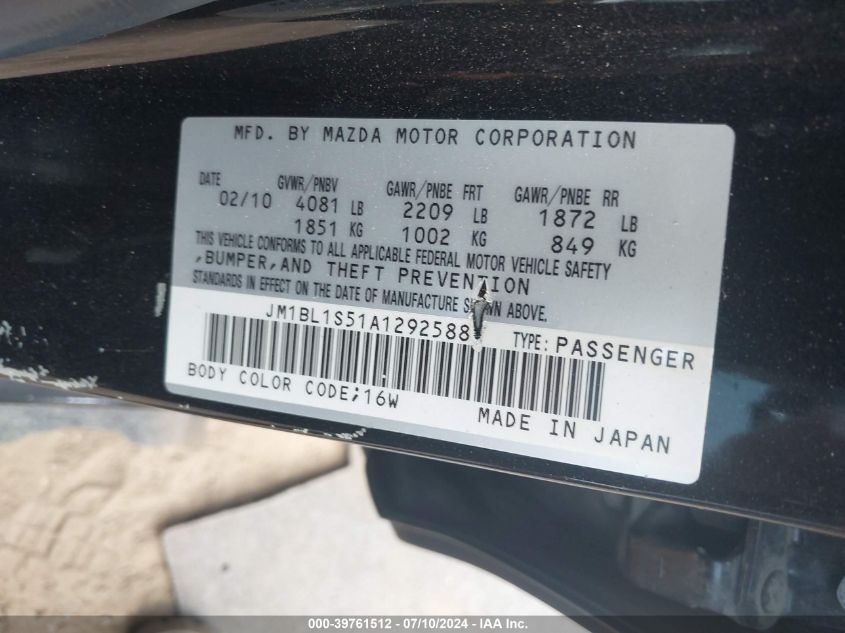 MFD. BY MAZDA MOTOR CORPORATION
DATE GVWR/PNBV GAWR/PNBE FRT GAWR/PNBE RR
02/10 4081 LB 2209 LB 1872 LB
1851 KG 1002 KG 849 KG
THIS VEHICLE CONFORMS TO ALL APPLICABLE FEDERAL MOTOR VEHICLE SAFETY
,BUMPER,AND THEFT PREVENTION
STANDARDS IN EFFECT ON THE DATE OF MANUFACTURE SHOWN ABOVE.
JM1BL1S51A1292588 TYPE: PASSENGER
BODY COLOR CODE;16W
MADE IN JAPAN
000-39761512 - 07/10/2024 - IAA Inc.